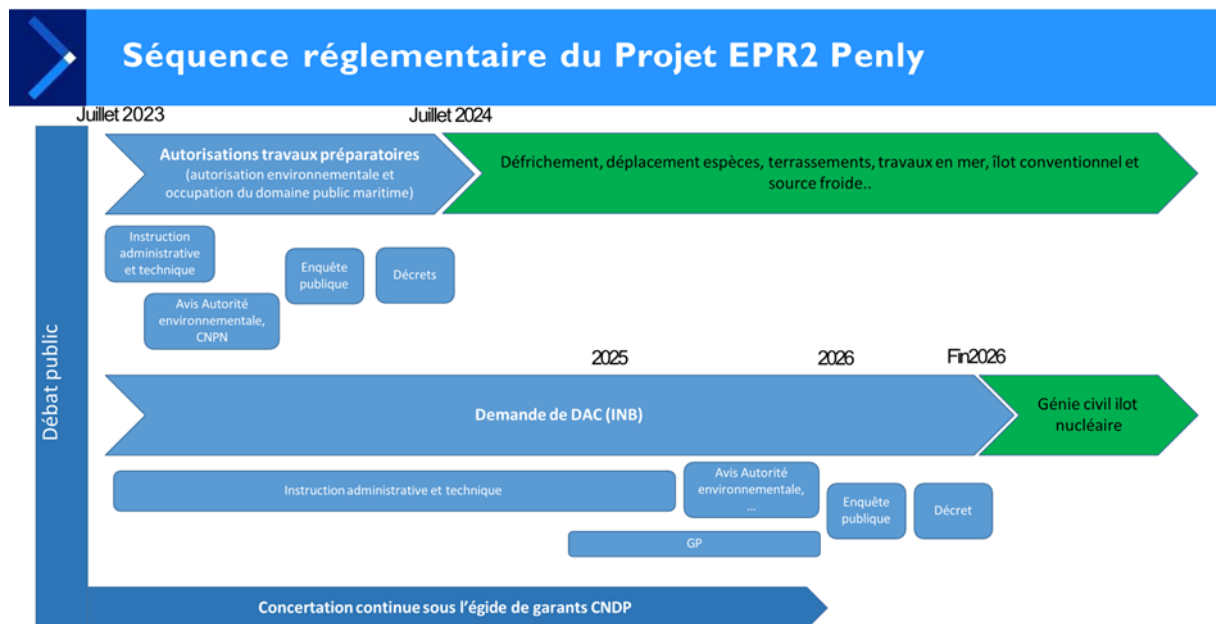 Séquence réglementaire du Projet EPR2 Penly
Juillet 2023
Juillet 2024
Débat public
Autorisations travaux préparatoires
(autorisation environnementale et
occupation du domaine public maritime)
Défrichement, déplacement espèces, terrassements, travaux en mer, îlot conventionnel et
source froide..
Instruction
administrative
et technique
Avis Autorité
environnementale,
CNPN
Enquête
publique
Décrets
2025
2026
Fin2026
Demande de DAC (INB)
Génie civil ilot
nucléaire
Instruction administrative et technique
Avis Autorité
environnementale,
...
Enquête
publique
Décret
GP
Concertation continue sous l'égide de garants CNDP